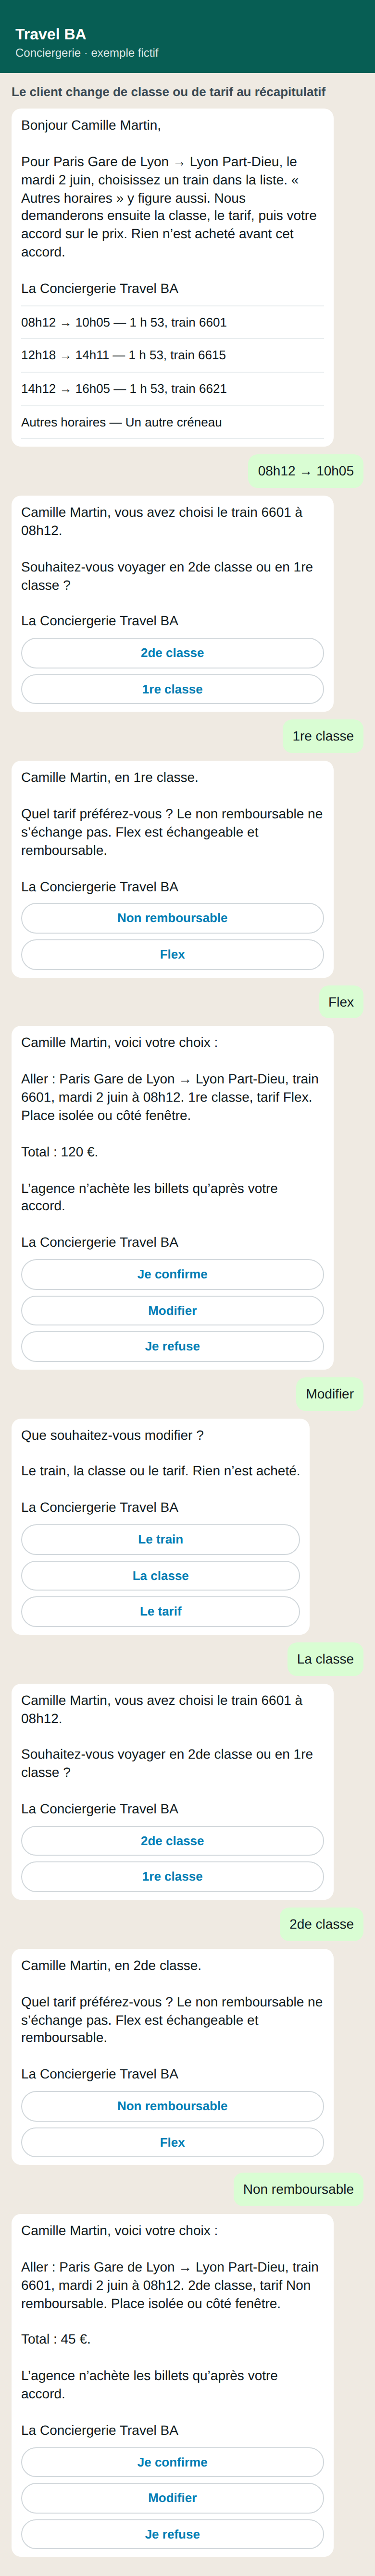 Travel BA
Conciergerie · exemple fictif
Le client change de classe ou de tarif au récapitulatif
Bonjour Camille Martin,
Pour Paris Gare de Lyon → Lyon Part-Dieu, le
mardi 2 juin, choisissez un train dans la liste. «
Autres horaires » y figure aussi. Nous
demanderons ensuite la classe, le tarif, puis votre
accord sur le prix. Rien n’est acheté avant cet
accord.
La Conciergerie Travel BA
08h12 → 10h05 — 1 h 53, train 6601
12h18 → 14h11 — 1 h 53, train 6615
14h12 → 16h05 — 1 h 53, train 6621
Autres horaires — Un autre créneau
08h12 → 10h05
Camille Martin, vous avez choisi le train 6601 à
08h12.
Souhaitez-vous voyager en 2de classe ou en 1re
classe ?
La Conciergerie Travel BA
2de classe
1re classe
1re classe
Camille Martin, en 1re classe.
Quel tarif préférez-vous ? Le non remboursable ne
s’échange pas. Flex est échangeable et
remboursable.
La Conciergerie Travel BA
Non remboursable
Flex
Flex
Camille Martin, voici votre choix :
Aller : Paris Gare de Lyon → Lyon Part-Dieu, train
6601, mardi 2 juin à 08h12. 1re classe, tarif Flex.
Place isolée ou côté fenêtre.
Total : 120 €.
L’agence n’achète les billets qu’après votre
accord.
La Conciergerie Travel BA
Je confirme
Modifier
Je refuse
Modifier
Que souhaitez-vous modifier ?
Le train, la classe ou le tarif. Rien n’est acheté.
La Conciergerie Travel BA
Le train
La classe
Le tarif
La classe
Camille Martin, vous avez choisi le train 6601 à
08h12.
Souhaitez-vous voyager en 2de classe ou en 1re
classe ?
La Conciergerie Travel BA
2de classe
1re classe
2de classe
Camille Martin, en 2de classe.
Quel tarif préférez-vous ? Le non remboursable ne
s’échange pas. Flex est échangeable et
remboursable.
La Conciergerie Travel BA
Non remboursable
Flex
Non remboursable
Camille Martin, voici votre choix :
Aller : Paris Gare de Lyon → Lyon Part-Dieu, train
6601, mardi 2 juin à 08h12. 2de classe, tarif Non
remboursable. Place isolée ou côté fenêtre.
Total : 45 €.
L’agence n’achète les billets qu’après votre
accord.
La Conciergerie Travel BA
Je confirme
Modifier
Je refuse